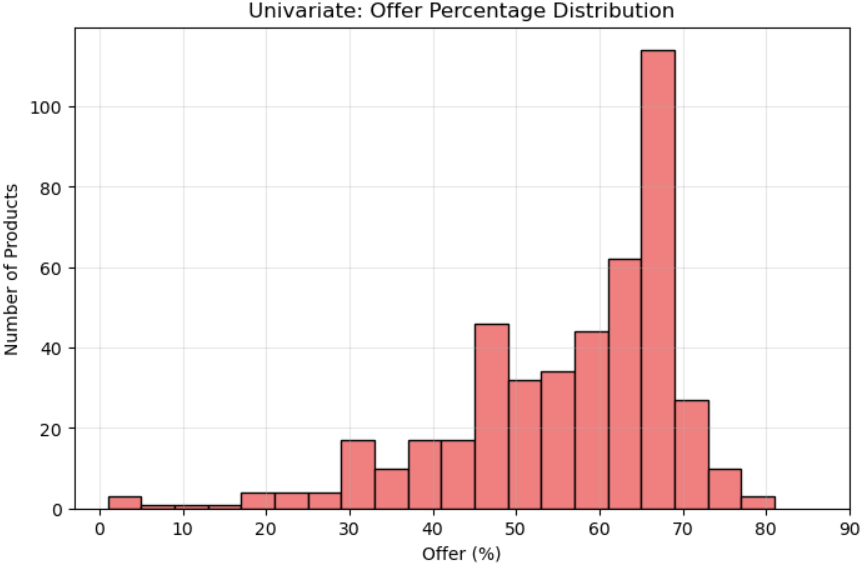 Univariate: Offer Percentage Distribution
Number of Products
100
80
60
40
20
0
0 10 20 30 40 50 60 70 80 90
Offer (%)